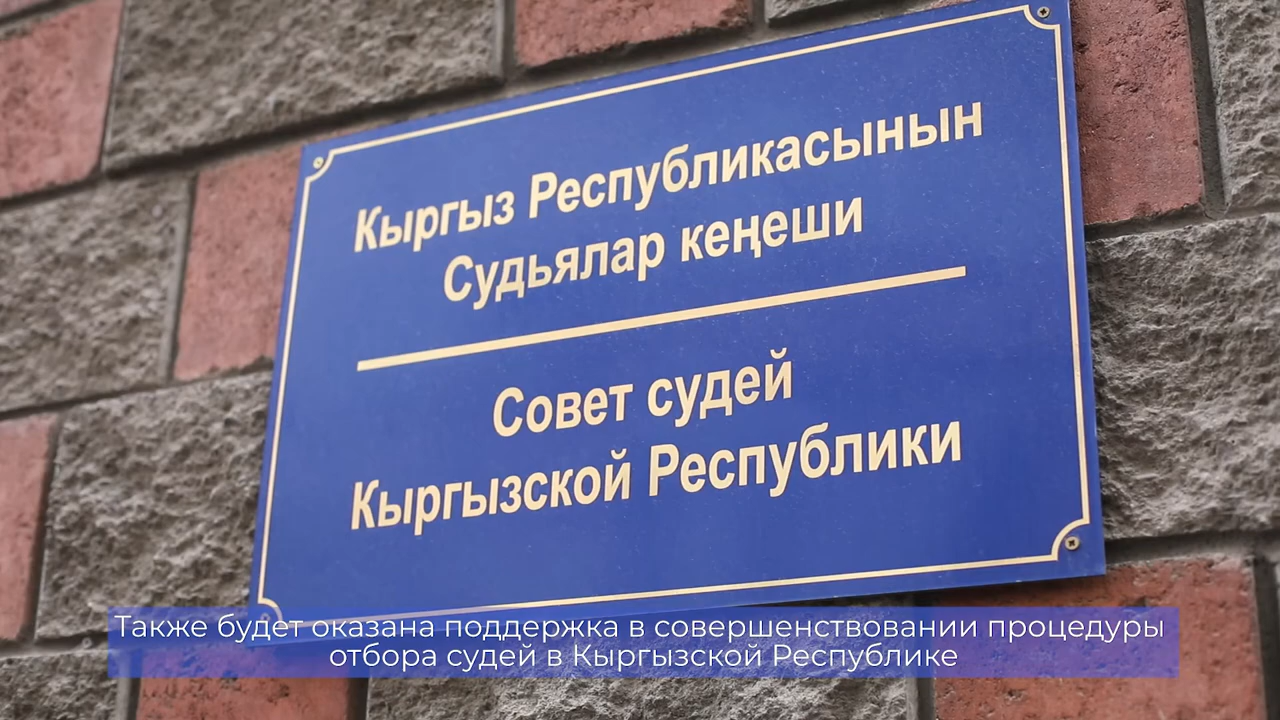 Кыргыз Республикасынын
Судьялар кеңеши
Совет судей
Кыргызской Республики
Также будет оказана поддержка в совершенствовании процедуры
отбора судей в Кыргызской Республике